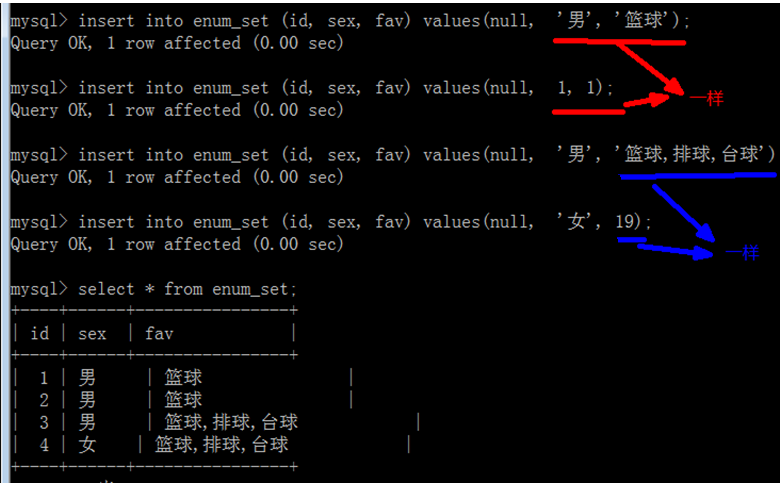 mysql> insert into enum_set (id, sex, fav) values(null, '男', '篮球');
Query OK, 1 row affected (0.00 sec)
mysql> insert into enum_set (id, sex, fav) values(null, 1, 1);
一样
Query OK, 1 row affected (0.00 sec)
mysql> insert into enum_set (id, sex, fav) values(null, '男', '篮球,排球,台球')
Query OK, 1 row affected (0.00 sec)
mysql> insert into enum_set (id, sex, fav) values(null, '女', 19);
Query OK, 1 row affected (0.00 sec)
一样
mysql> select * from enum_set;
+----+------+----------------+
| id | sex | fav |
+----+------+----------------+
| 1 | 男 | 篮球 |
| 2 | 男 | 篮球 |
| 3 | 男 | 篮球,排球,台球 |
| 4 | 女 | 篮球,排球,台球 |
+----+------+----------------+